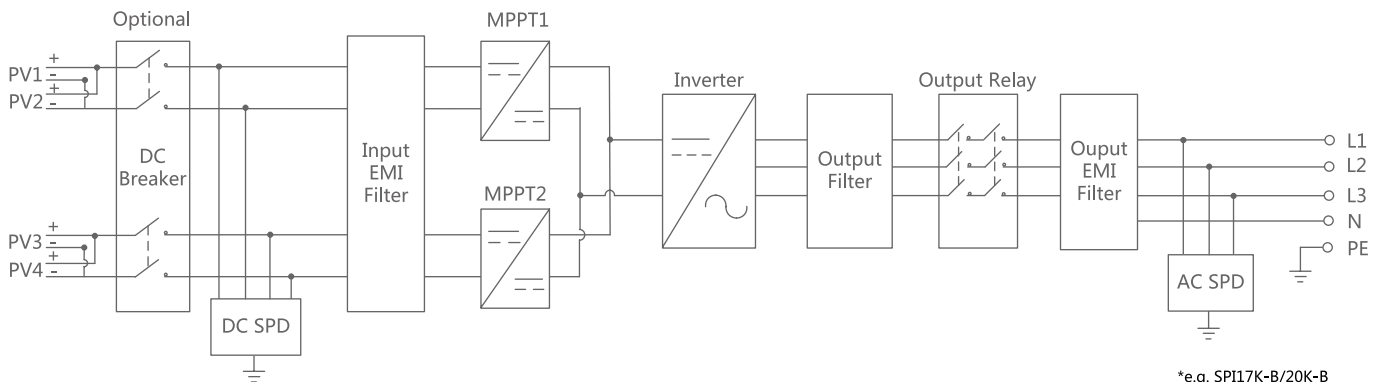 Optional
MPPT1
PV1
+
-
PV2
+
-
DC
Breaker
Input
EMI
Filter
Inverter
Output Relay
Output
Filter
Ouput
EMI
Filter
L1
L2
L3
N
PE
MPPT2
PV3
+
-
PV4
+
-
DC SPD
AC SPD
*e.g. SPI17K-B/20K-B